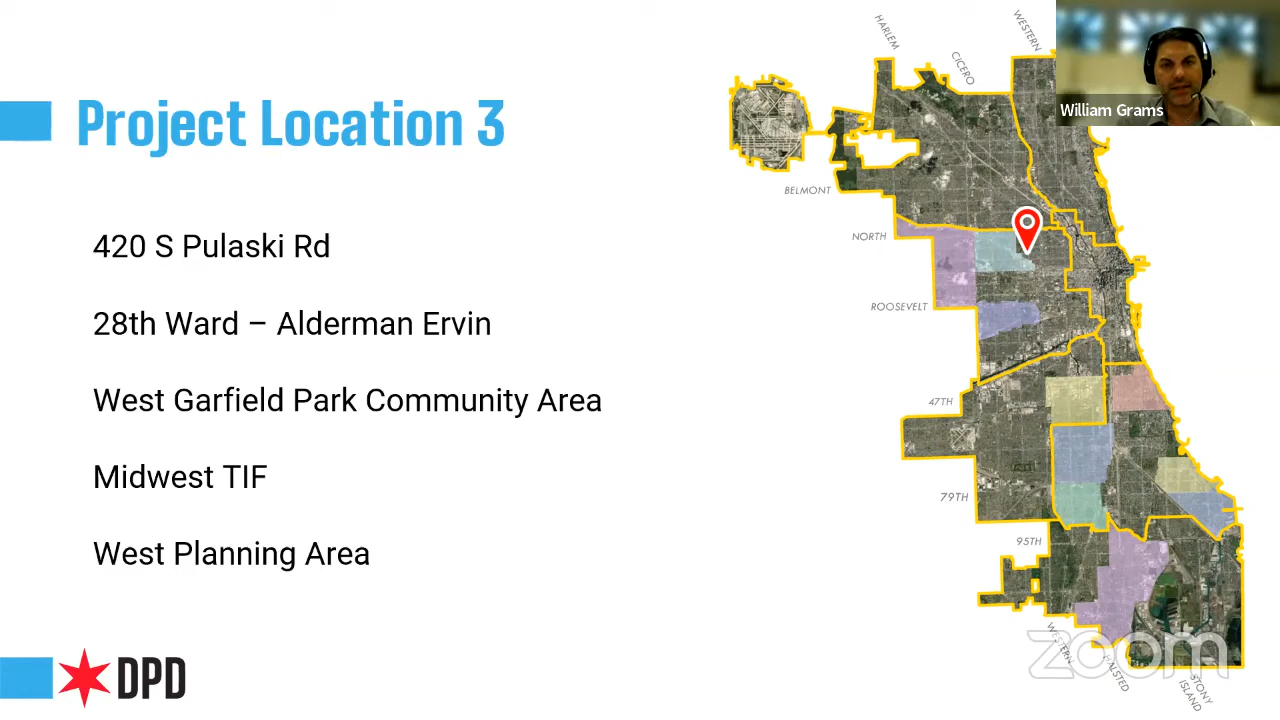 Project Location 3
420 S Pulaski Rd
28th Ward – Alderman Ervin
West Garfield Park Community Area
Midwest TIF
West Planning Area
DPD
HARLEM
CICERO
WESTERN
William Grams
BELMONT
NORTH
ROOSEVELT
47TH
79TH
95TH
WESTERN
HALSTED
STONY
ISLAND
zoom